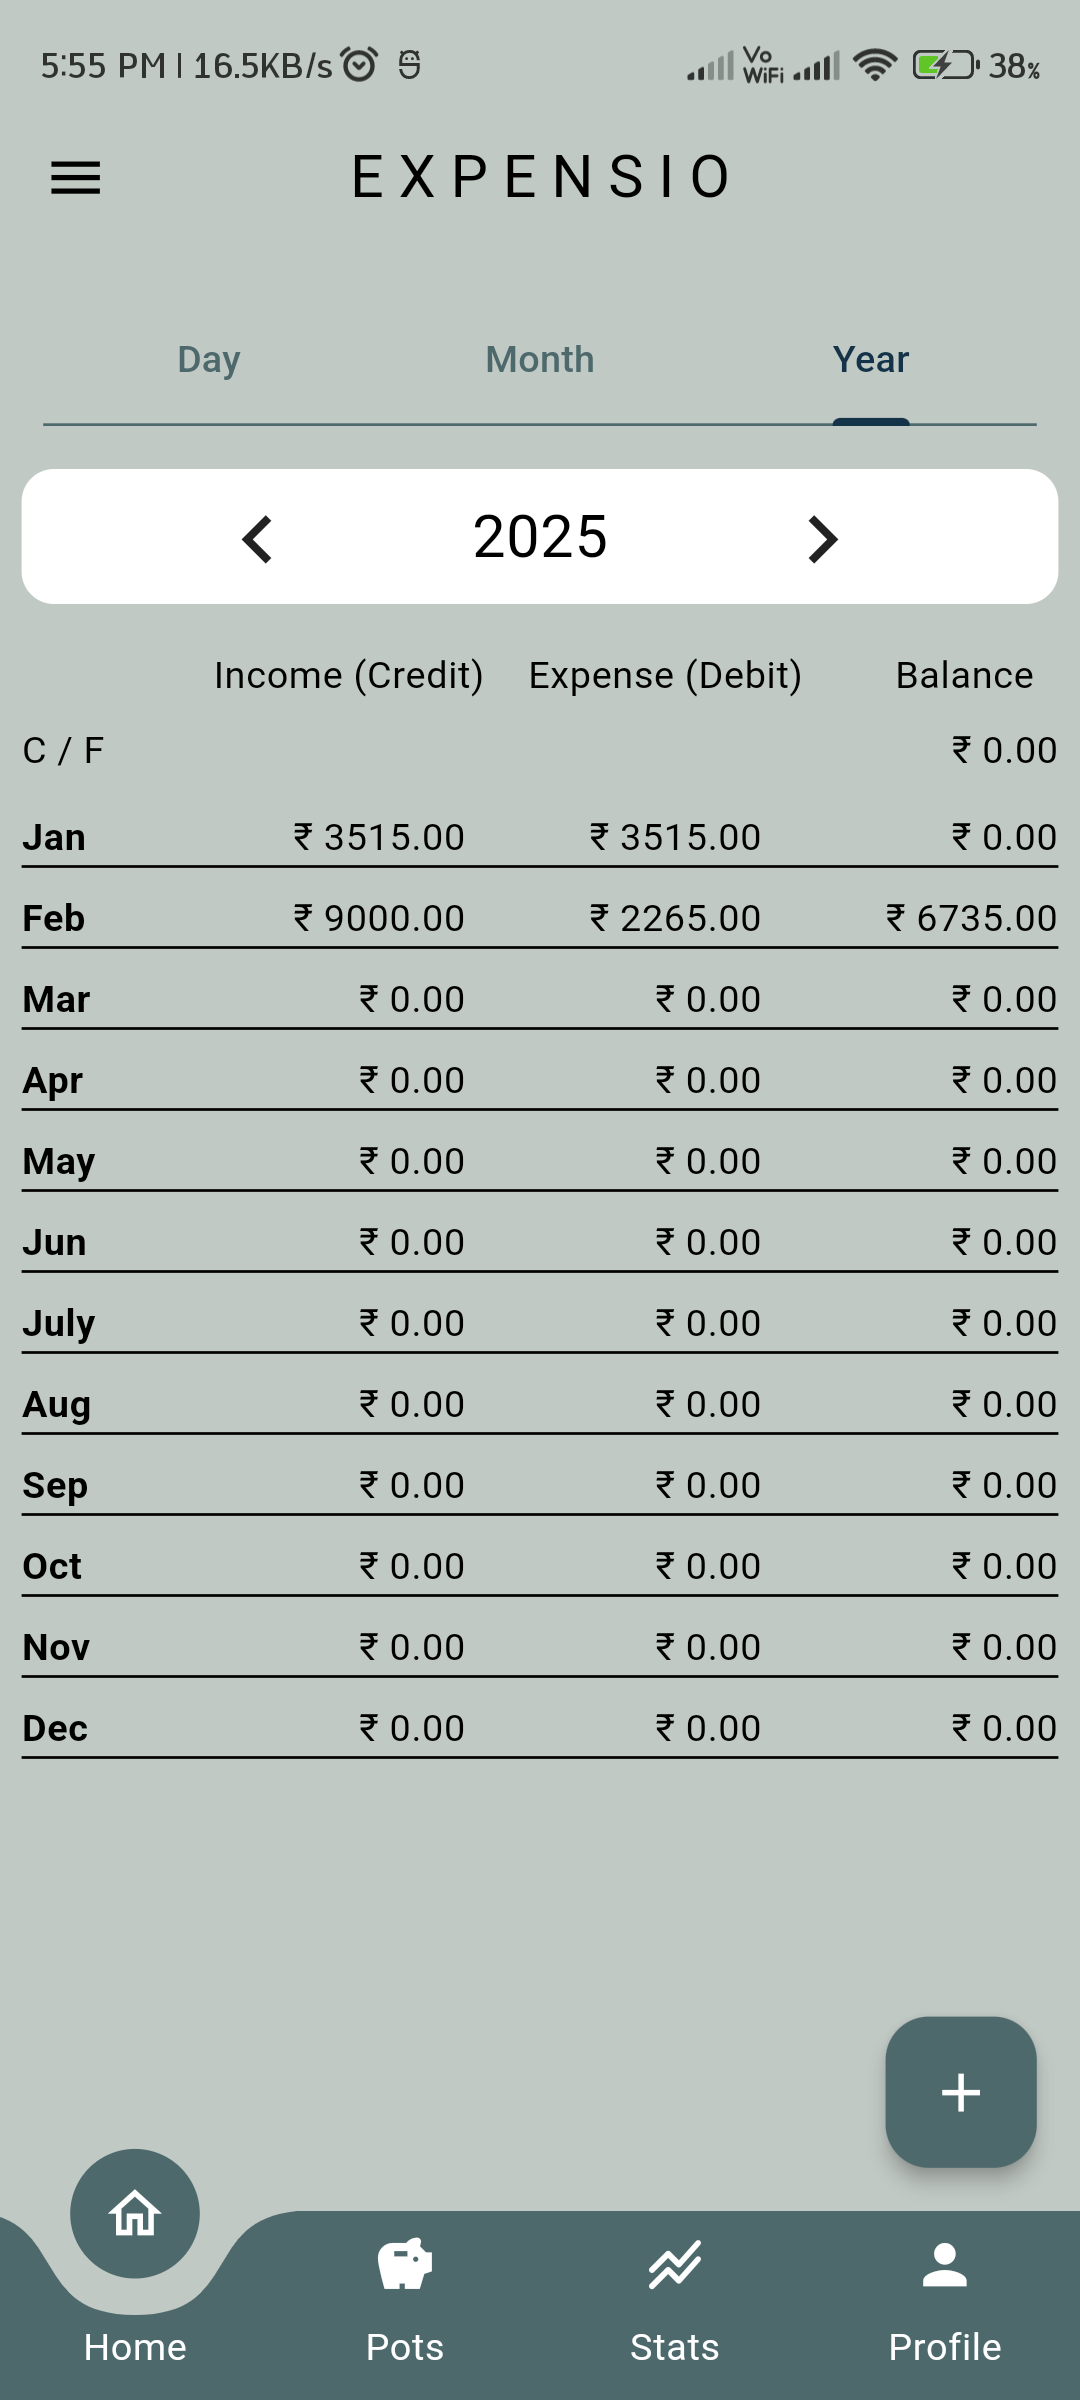 5:55 PM | 16.5KB/s Vo WiFi 38%
EXPENSIO
Day Month Year
2025
Income (Credit) Expense (Debit) Balance
C / F ₹ 0.00
Jan ₹ 3515.00 ₹ 3515.00 ₹ 0.00
Feb ₹ 9000.00 ₹ 2265.00 ₹ 6735.00
Mar ₹ 0.00 ₹ 0.00 ₹ 0.00
Apr ₹ 0.00 ₹ 0.00 ₹ 0.00
May ₹ 0.00 ₹ 0.00 ₹ 0.00
Jun ₹ 0.00 ₹ 0.00 ₹ 0.00
July ₹ 0.00 ₹ 0.00 ₹ 0.00
Aug ₹ 0.00 ₹ 0.00 ₹ 0.00
Sep ₹ 0.00 ₹ 0.00 ₹ 0.00
Oct ₹ 0.00 ₹ 0.00 ₹ 0.00
Nov ₹ 0.00 ₹ 0.00 ₹ 0.00
Dec ₹ 0.00 ₹ 0.00 ₹ 0.00
Home Pots Stats Profile